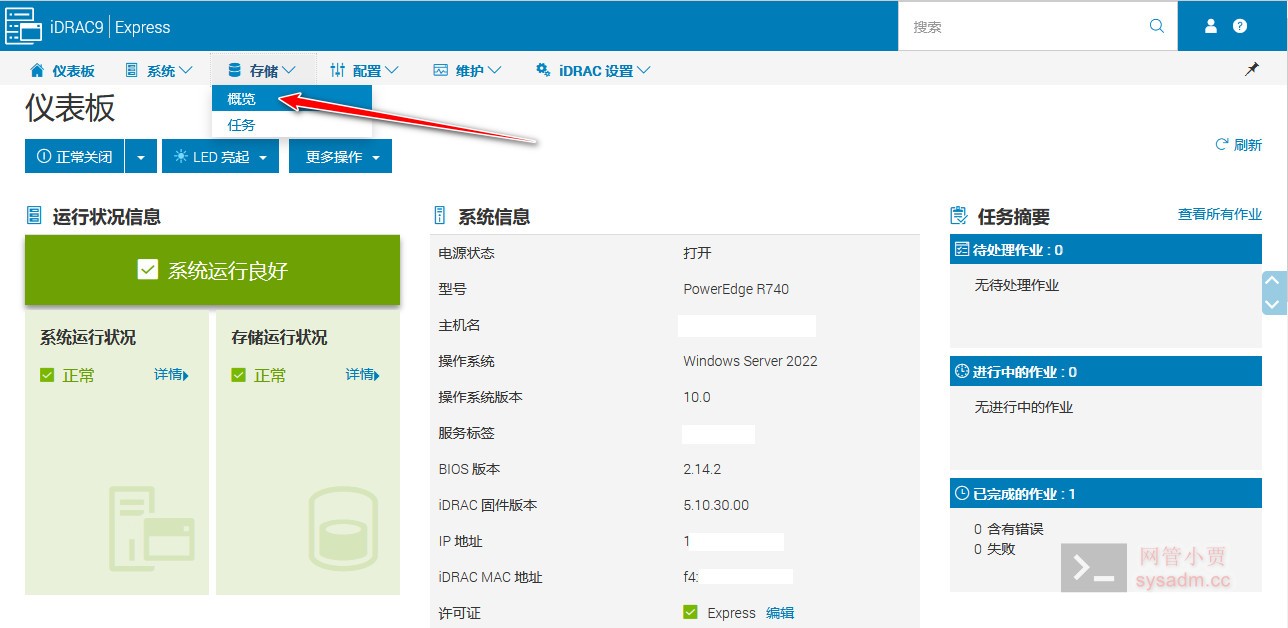 iDRAC9 | Express
搜索
仪表板 系统 存储 配置 维护 iDRAC 设置
概览
任务
仪表板
正常关闭 LED 亮起 更多操作
刷新
运行状况信息
系统运行良好
系统运行状况
正常 详情
存储运行状况
正常 详情
系统信息
电源状态 打开
型号 PowerEdge R740
主机名
操作系统 Windows Server 2022
操作系统版本 10.0
服务标签
BIOS 版本 2.14.2
iDRAC 固件版本 5.10.30.00
IP 地址 1
iDRAC MAC 地址 f4:
许可证 Express 编辑
任务摘要 查看所有作业
待处理作业 : 0
无待处理作业
进行中的作业 : 0
无进行中的作业
已完成的作业 : 1
0 含有错误
0 失败
网管小贾
sysadm.cc